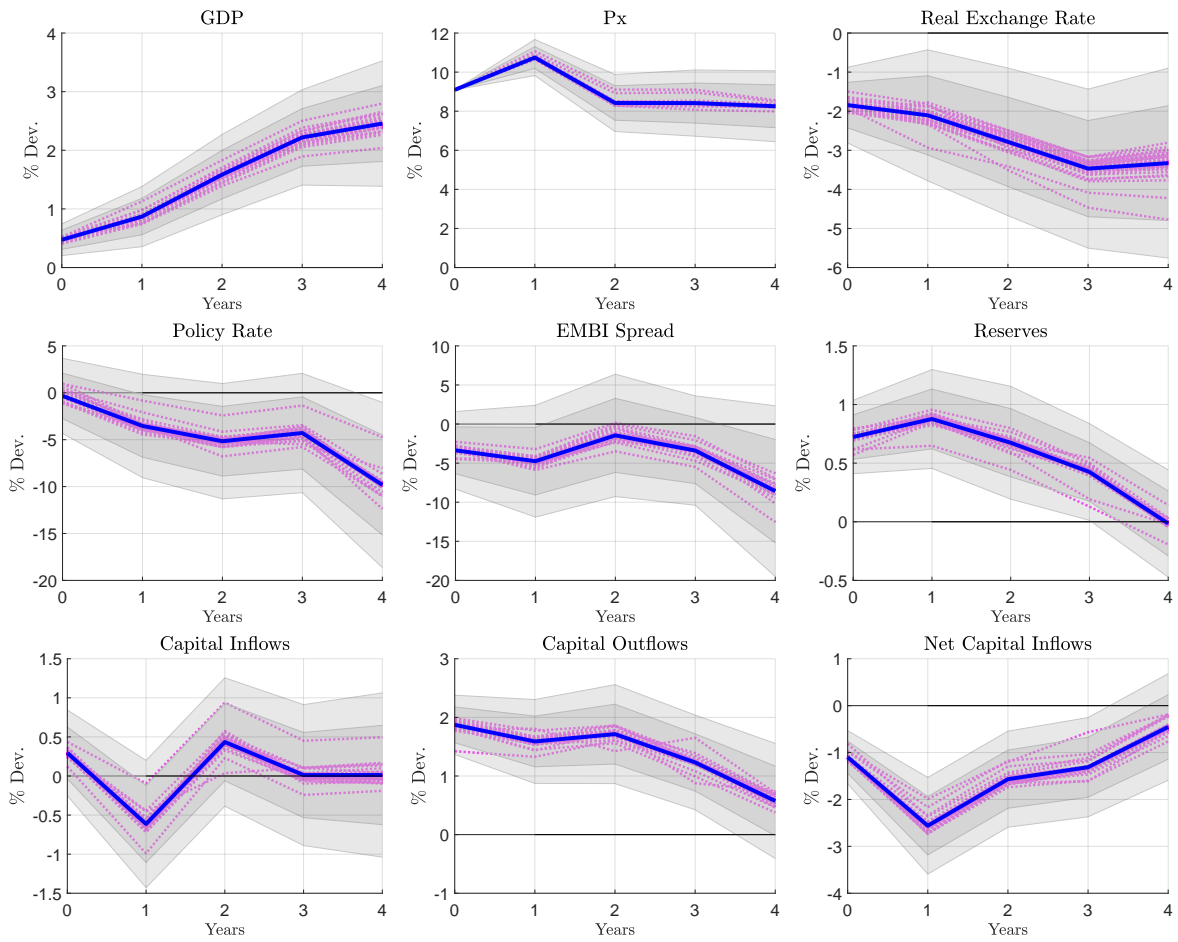 GDP
Px
Real Exchange Rate
% Dev.
4
3
2
1
0
0 1 2 3 4
Years
% Dev.
12
10
8
6
4
2
0
0 1 2 3 4
Years
% Dev.
0
-1
-2
-3
-4
-5
-6
0 1 2 3 4
Years
Policy Rate
EMBI Spread
Reserves
% Dev.
5
0
-5
-10
-15
-20
0 1 2 3 4
Years
% Dev.
10
5
0
-5
-10
-15
-20
0 1 2 3 4
Years
% Dev.
1.5
1
0.5
0
-0.5
0 1 2 3 4
Years
Capital Inflows
Capital Outflows
Net Capital Inflows
% Dev.
1.5
1
0.5
0
-0.5
-1
-1.5
0 1 2 3 4
Years
% Dev.
3
2
1
0
-1
0 1 2 3 4
Years
% Dev.
1
0
-1
-2
-3
-4
0 1 2 3 4
Years